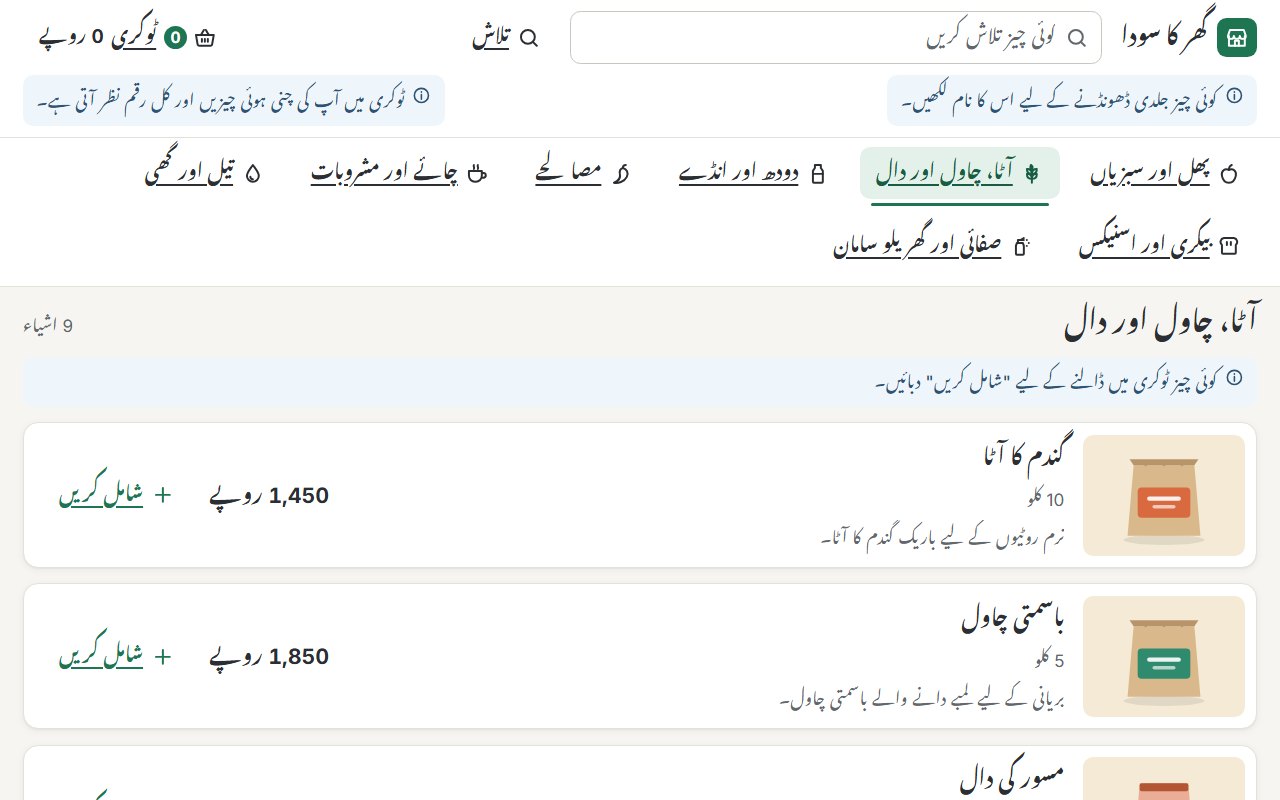 گھر کا سودا
کوئی چیز تلاش کریں
تلاش
0 ٹوکری 0 روپے
کوئی چیز جلدی ڈھونڈنے کے لیے اس کا نام لکھیں۔
ٹوکری میں آپ کی چنی ہوئی چیزیں اور کل رقم نظر آتی ہے۔
پھل اور سبزیاں
آٹا، چاول اور دال
دودھ اور انڈے
مصالحے
چائے اور مشروبات
تیل اور گھی
بیکری اور اسنیکس
صفائی اور گھریلو سامان
آٹا، چاول اور دال
9 اشیاء
کوئی چیز ٹوکری میں ڈالنے کے لیے "شامل کریں" دبائیں۔
گندم کا آٹا
10 کلو
نرم روٹیوں کے لیے باریک گندم کا آٹا۔
1,450 روپے
شامل کریں
باسمتی چاول
5 کلو
بریانی کے لیے لمبے دانے والے باسمتی چاول۔
1,850 روپے
شامل کریں
مسور کی دال